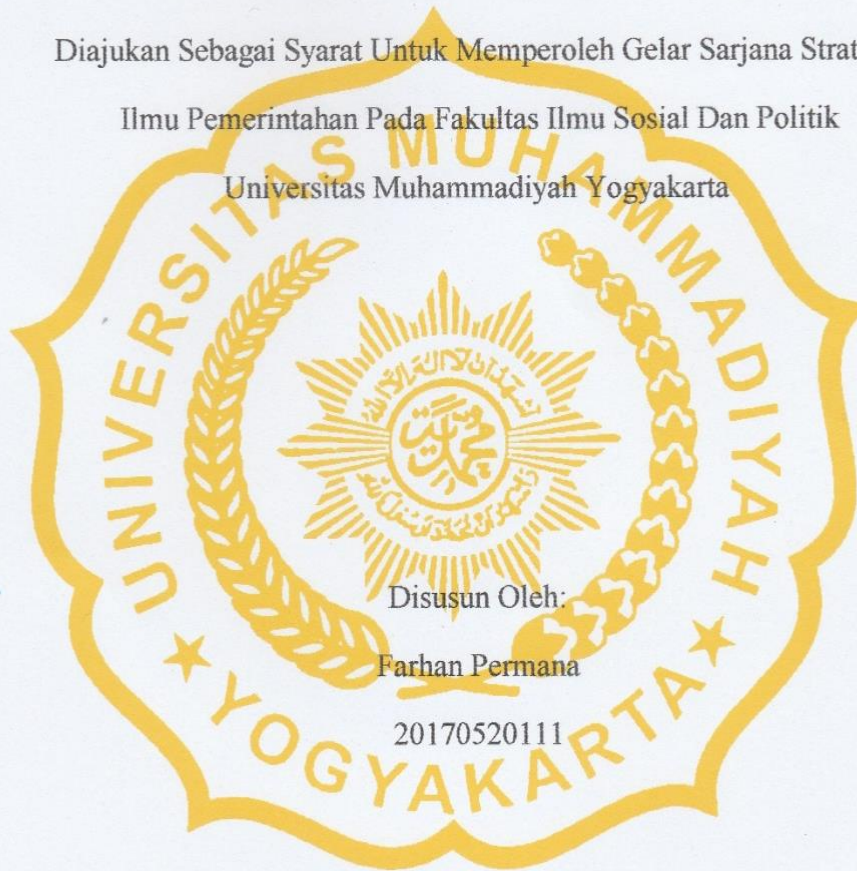 Diajukan Sebagai Syarat Untuk Memperoleh Gelar Sarjana Strat
Ilmu Pemerintahan Pada Fakultas Ilmu Sosial Dan Politik
Universitas Muhammadiyah Yogyakarta
UNIVERSITAS MUHAMMADIYAH
YOGYAKARTA
Disusun Oleh:
Farhan Permana
20170520111